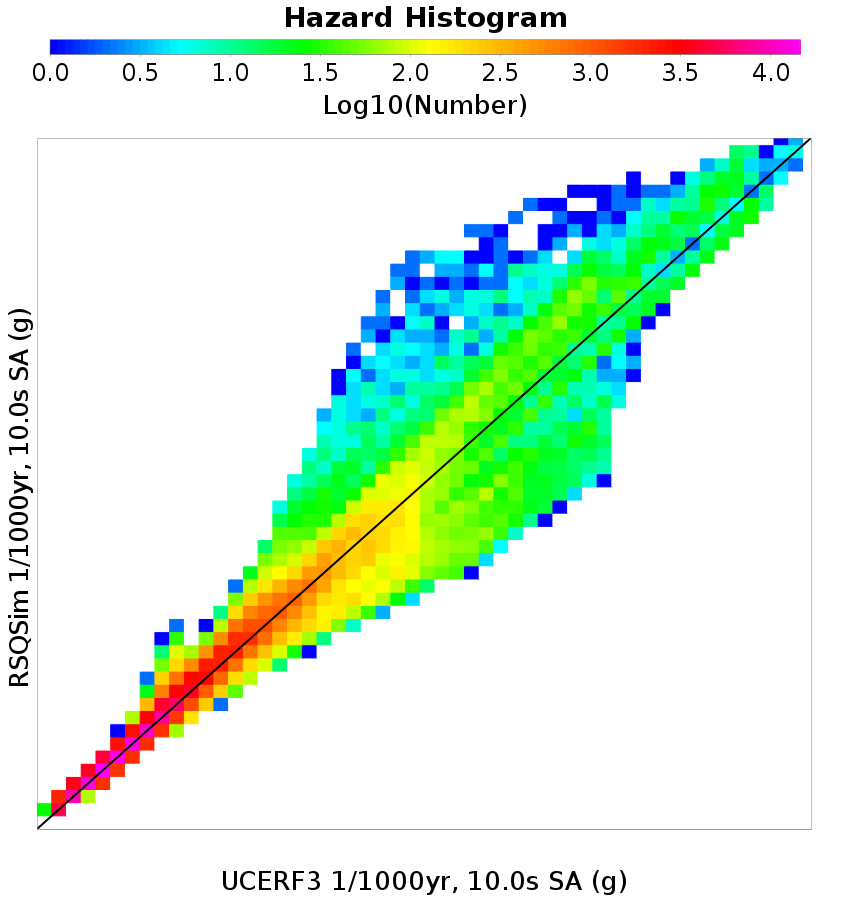 Hazard Histogram
0.0 0.5 1.0 1.5 2.0 2.5 3.0 3.5 4.0
Log10(Number)
RSQSim 1/1000yr, 10.0s SA (g)
UCERF3 1/1000yr, 10.0s SA (g)